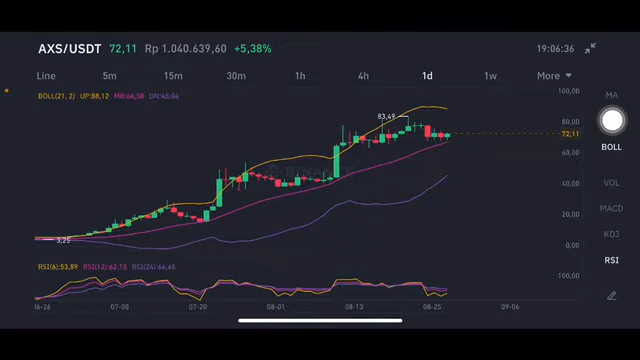 AXS/USDT 72,11 Rp 1.040.639,60 +5,38% 19:06:36
Line 5m 15m 30m 1h 4h 1d 1w More
BOLL(21, 2) UP:88,12 MB:66,58 DN:45,04
MA
BOLL
VOL
MACD
KDJ
RSI
100,00
83,49
80,00
72,11
60,00
40,00
20,00
0,00
3,25
BINANCE
RSI(6):53,89 RSI(12):62,13 RSI(24):66,65
100,00
06-26 07-08 07-20 08-01 08-13 08-25 09-06